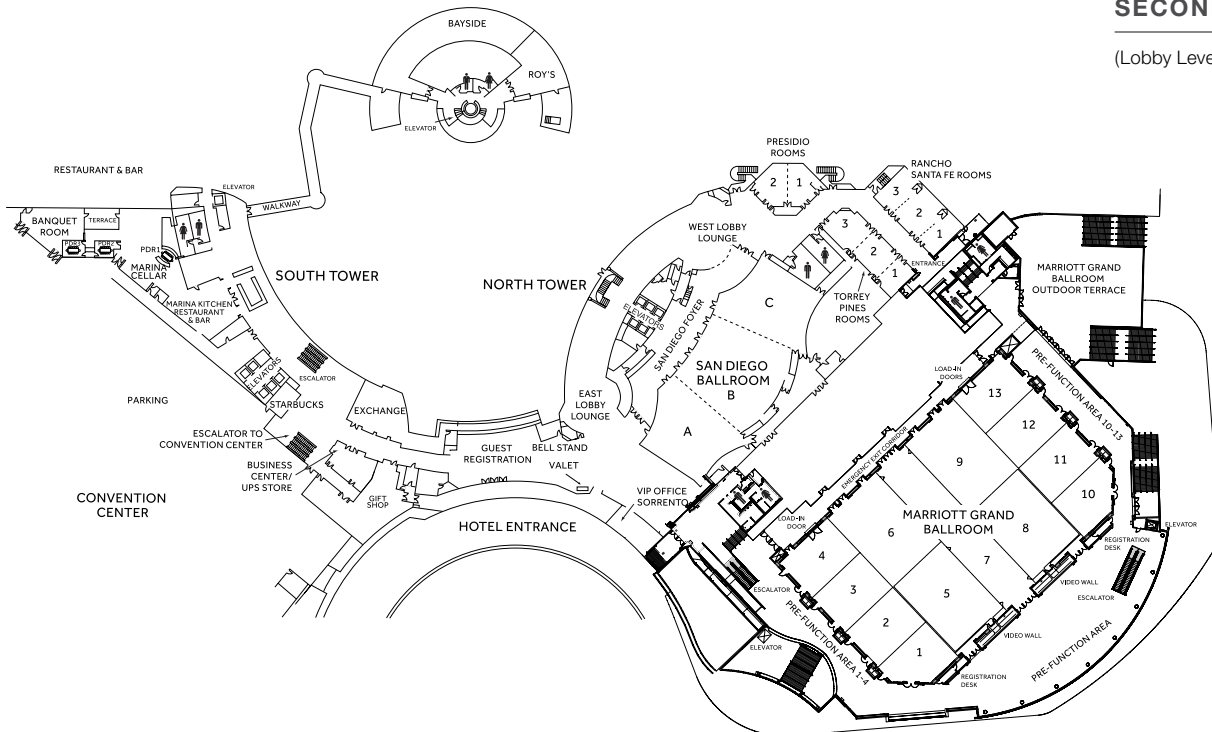 SECON
(Lobby Leve
BAYSIDE
ROY'S
ELEVATOR
RESTAURANT & BAR
ELEVATOR
WALKWAY
BANQUET
ROOM
TERRACE
PDR3
PDR2
PDR1
MARINA
CELLAR
MARINA KITCHEN
RESTAURANT
& BAR
SOUTH TOWER
ELEVATORS
ESCALATOR
STARBUCKS
EXCHANGE
PARKING
ESCALATOR TO
CONVENTION CENTER
BUSINESS
CENTER/
UPS STORE
GIFT
SHOP
CONVENTION
CENTER
GUEST
REGISTRATION
BELL STAND
VALET
HOTEL ENTRANCE
VIP OFFICE
SORRENTO
NORTH TOWER
PRESIDIO
ROOMS
2
1
RANCHO
SANTA FE ROOMS
3
2
1
WEST LOBBY
LOUNGE
3
2
1
ENTRANCE
TORREY
PINES
ROOMS
ELEVATORS
SAN DIEGO FOYER
C
SAN DIEGO
BALLROOM
B
A
EAST
LOBBY
LOUNGE
MARRIOTT GRAND
BALLROOM
OUTDOOR TERRACE
PRE-FUNCTION AREA 10-13
LOAD-IN
DOORS
EMERGENCY EXIT CORRIDOR
13
12
11
10
9
8
MARRIOTT GRAND
BALLROOM
7
6
5
4
3
2
1
LOAD-IN
DOOR
ESCALATOR
PRE-FUNCTION AREA 1-4
ELEVATOR
REGISTRATION
DESK
VIDEO WALL
VIDEO WALL
REGISTRATION
DESK
ELEVATOR
ESCALATOR
PRE-FUNCTION AREA